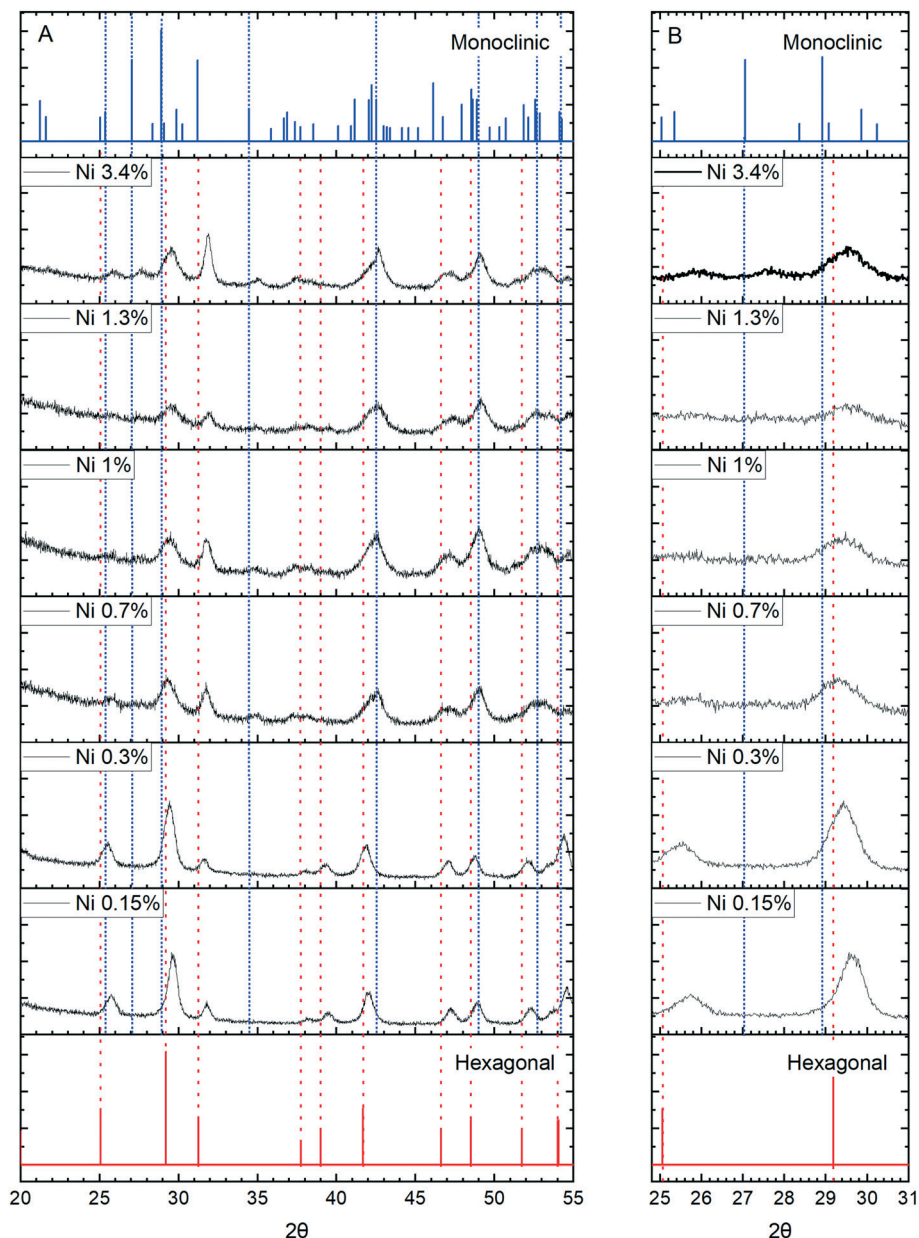 A
Monoclinic
Ni 3.4%
Ni 1.3%
Ni 1%
Ni 0.7%
Ni 0.3%
Ni 0.15%
Hexagonal
20 25 30 35 40 45 50 55
2θ
B
Monoclinic
Ni 3.4%
Ni 1.3%
Ni 1%
Ni 0.7%
Ni 0.3%
Ni 0.15%
Hexagonal
25 26 27 28 29 30 31
2θ